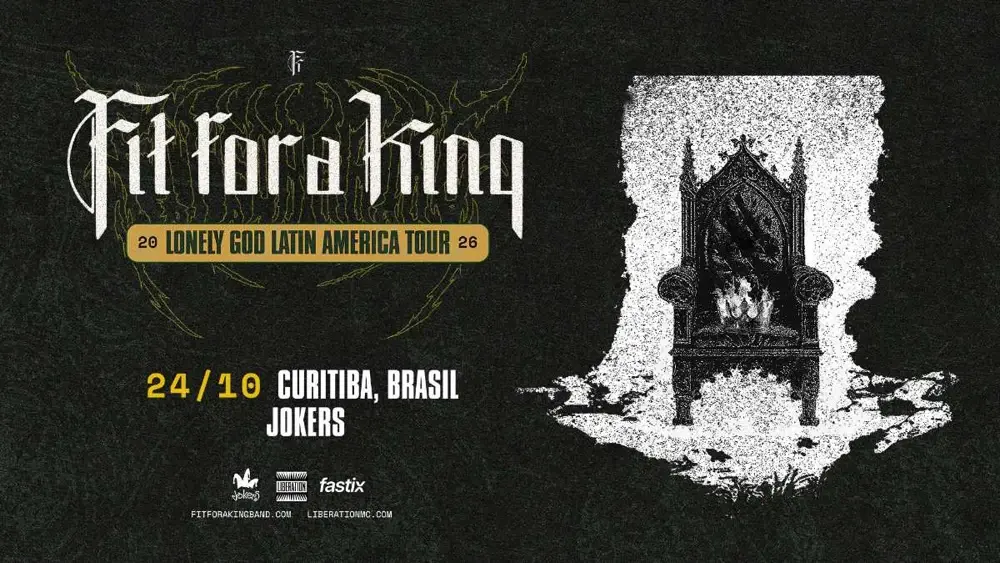 Fit For a King
20 LONELY GOD LATIN AMERICA TOUR 26
24/10 CURITIBA, BRASIL
JOKERS
Jokers LIBERATION fastix
FITFORAKINGBAND.COM LIBERATIONMC.COM